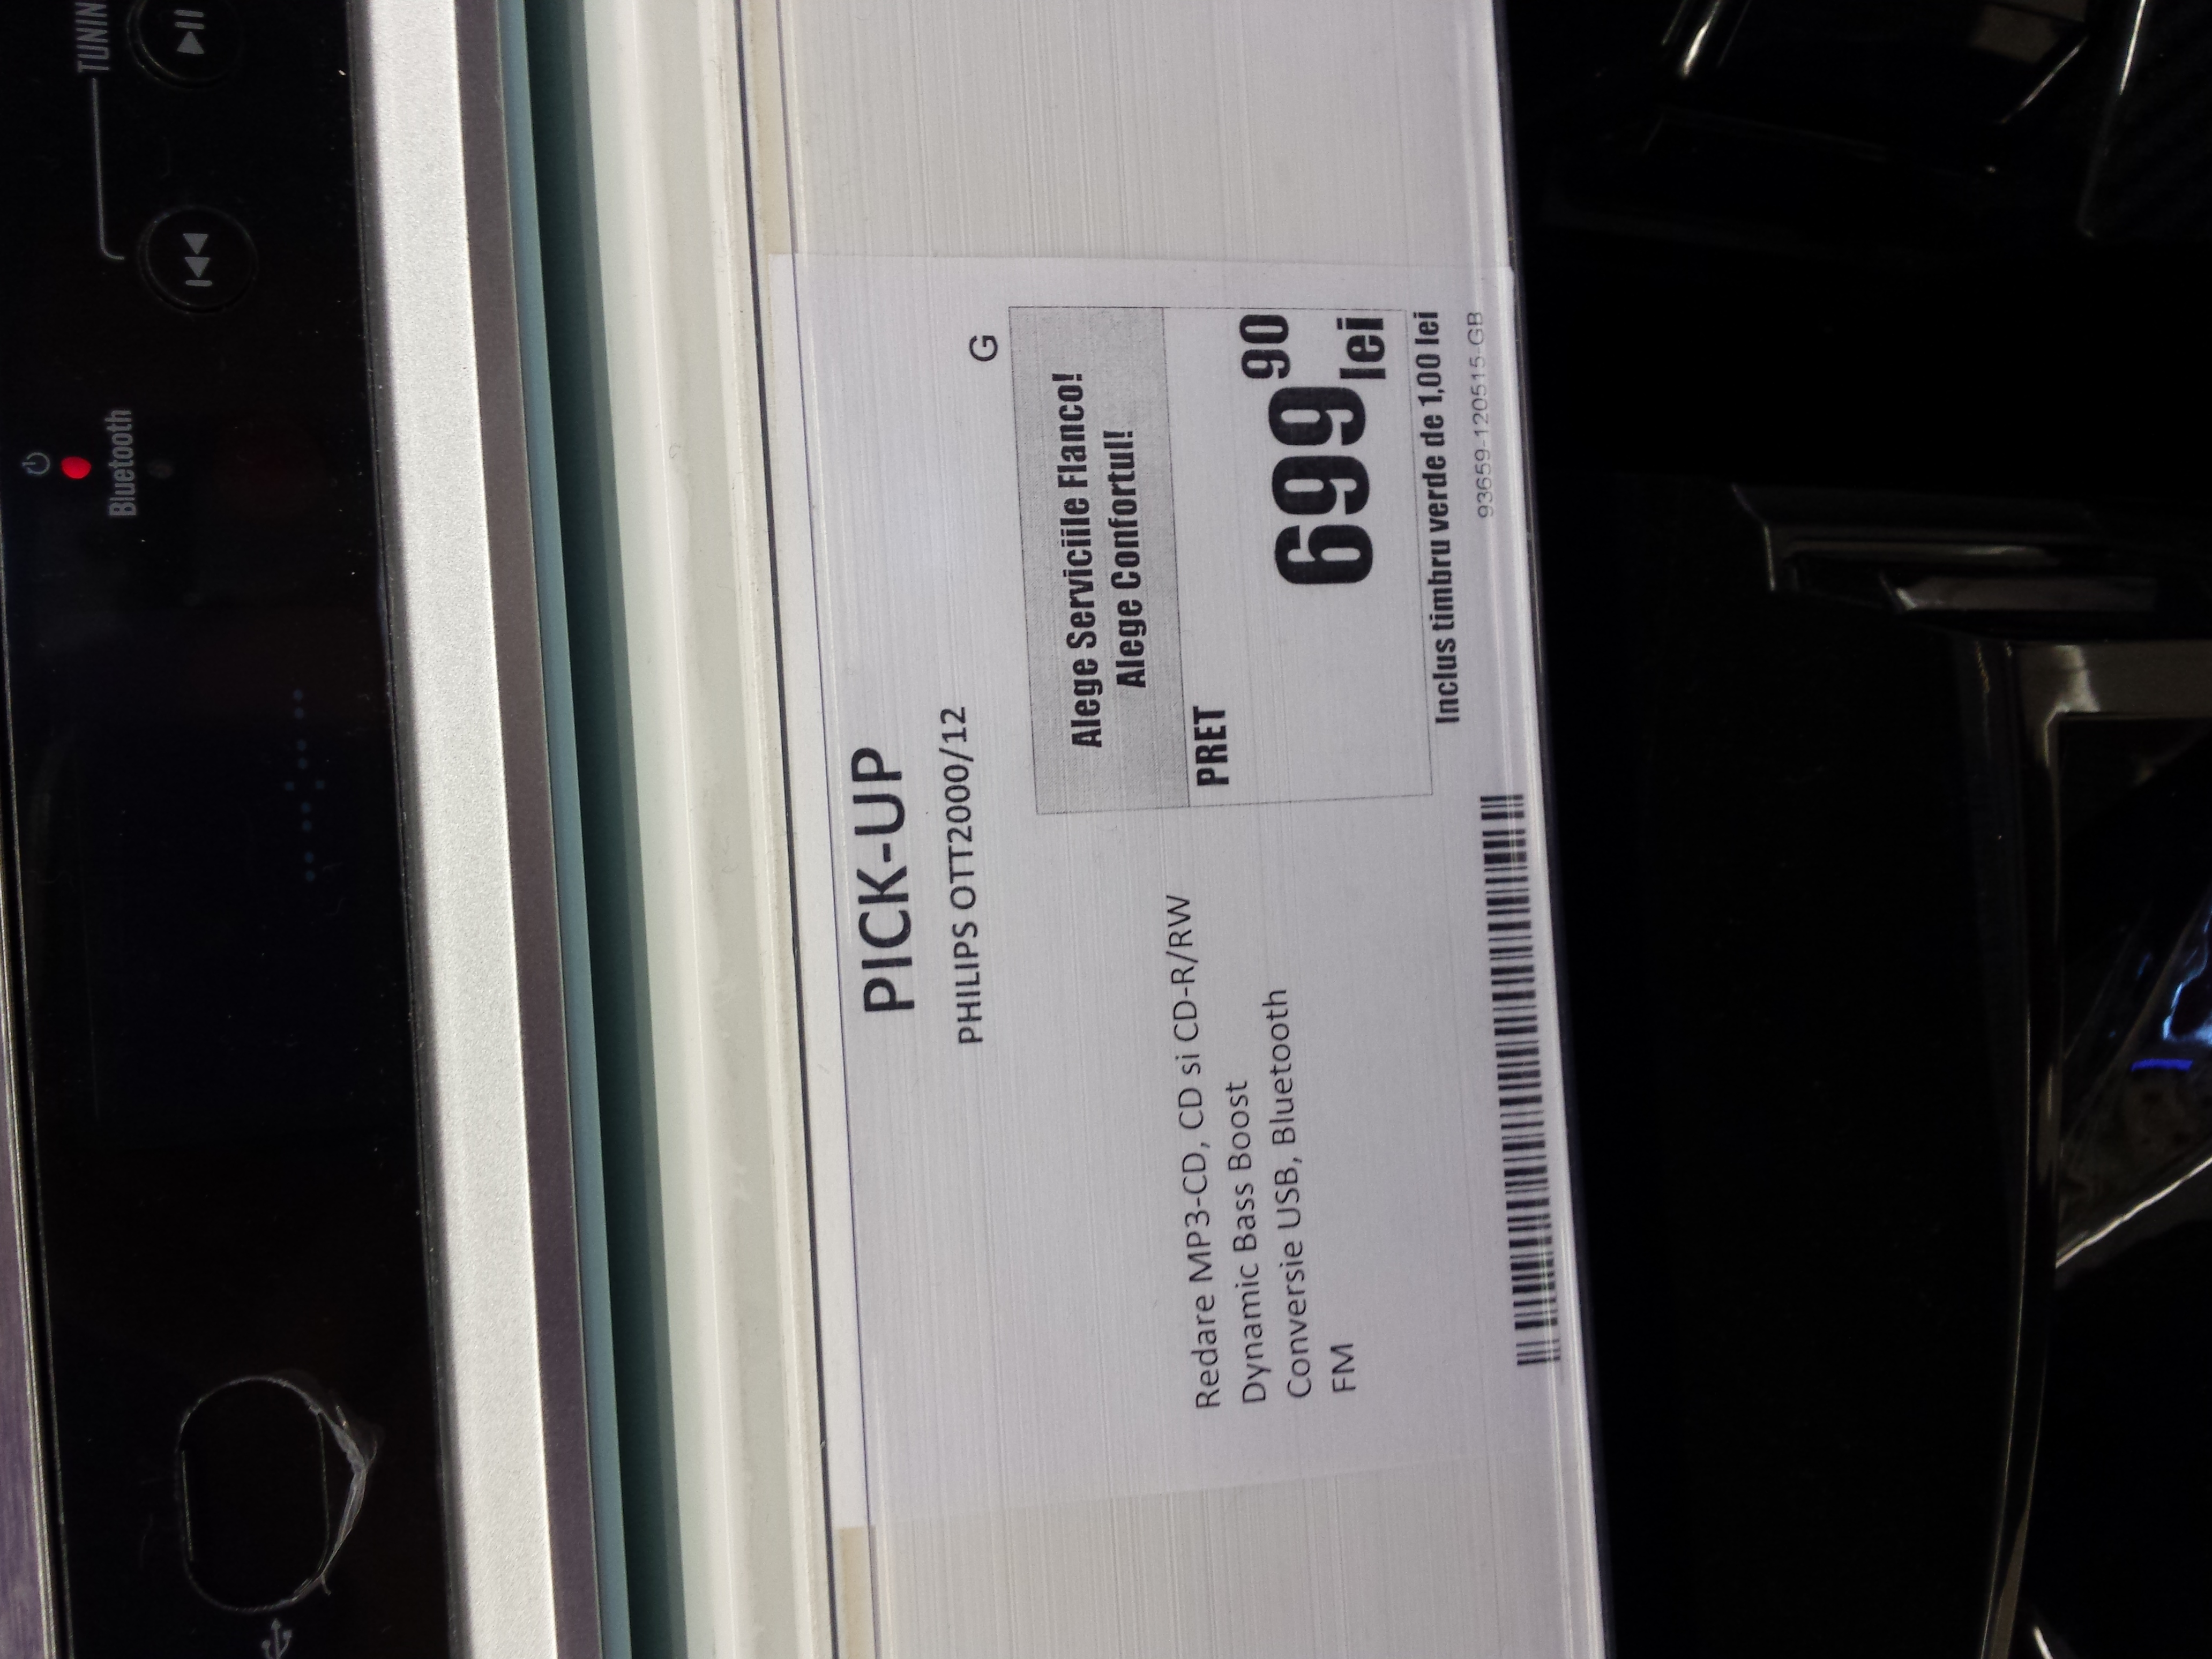 Bluetooth
TUNIN
PICK-UP
PHILIPS OTT2000/12
G
Alege Serviciile Flanco!
Alege Confortul!
Redare MP3-CD, CD si CD-R/RW
Dynamic Bass Boost
Conversie USB, Bluetooth
FM
PRET
699 90 lei
Inclus timbru verde de 1,00 lei
93659-120515-GB